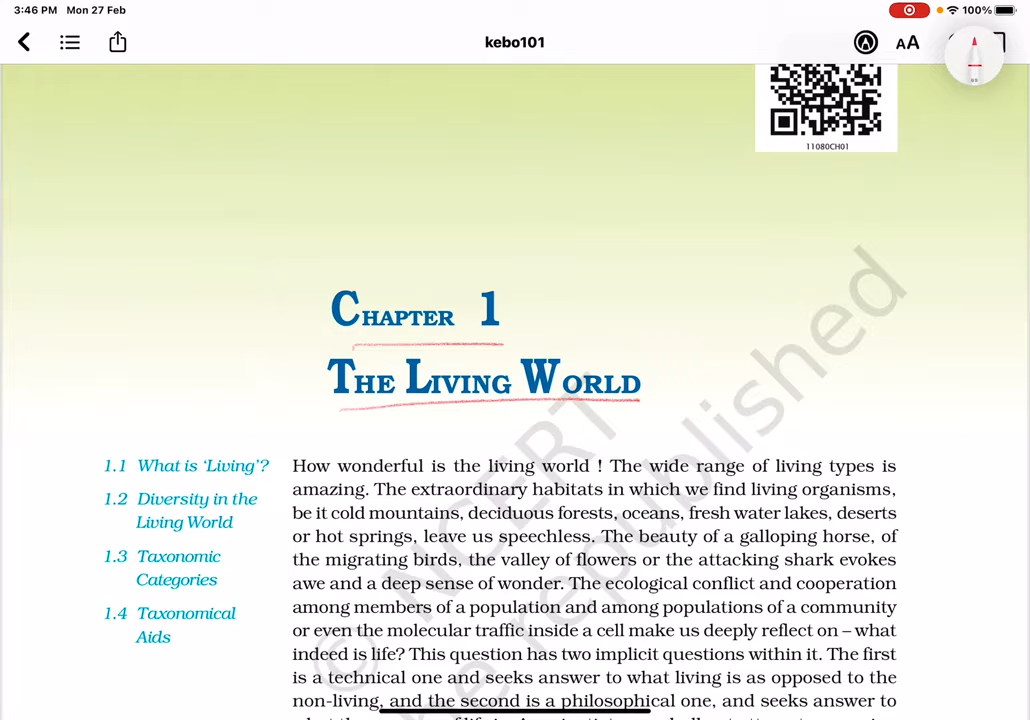 3:46 PM Mon 27 Feb
100%
kebo101
AA
11080CH01
CHAPTER 1
THE LIVING WORLD
1.1 What is ‘Living’?
1.2 Diversity in the
Living World
1.3 Taxonomic
Categories
1.4 Taxonomical
Aids
How wonderful is the living world ! The wide range of living types is
amazing. The extraordinary habitats in which we find living organisms,
be it cold mountains, deciduous forests, oceans, fresh water lakes, deserts
or hot springs, leave us speechless. The beauty of a galloping horse, of
the migrating birds, the valley of flowers or the attacking shark evokes
awe and a deep sense of wonder. The ecological conflict and cooperation
among members of a population and among populations of a community
or even the molecular traffic inside a cell make us deeply reflect on – what
indeed is life? This question has two implicit questions within it. The first
is a technical one and seeks answer to what living is as opposed to the
non-living, and the second is a philosophical one, and seeks answer to
© NCERT
be republished